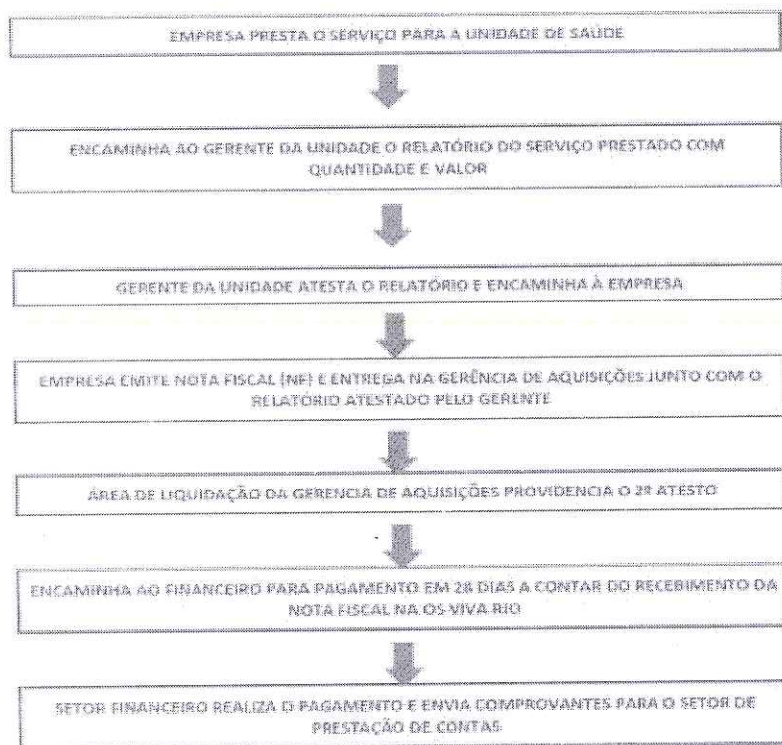 EMPRESA PRESTA O SERVIÇO PARA A UNIDADE DE SAÚDE
ENCAMINHA AO GERENTE DA UNIDADE O RELATÓRIO DO SERVIÇO PRESTADO COM
QUANTIDADE E VALOR
GERENTE DA UNIDADE ATESTA O RELATÓRIO E ENCAMINHA À EMPRESA
EMPRESA EMITE NOTA FISCAL (NF) E ENTREGA NA GERÊNCIA DE AQUISIÇÕES JUNTO COM O
RELATÓRIO ATESTADO PELO GERENTE
ÁREA DE LIQUIDAÇÃO DA GERENCIA DE AQUISIÇÕES PROVIDENCIA O 2º ATESTO
ENCAMINHA AO FINANCEIRO PARA PAGAMENTO EM 28 DIAS A CONTAR DO RECEBIMENTO DA
NOTA FISCAL NA OS VIVA RIO
SETOR FINANCEIRO REALIZA O PAGAMENTO E ENVIA COMPROVANTES PARA O SETOR DE
PRESTAÇÃO DE CONTAS